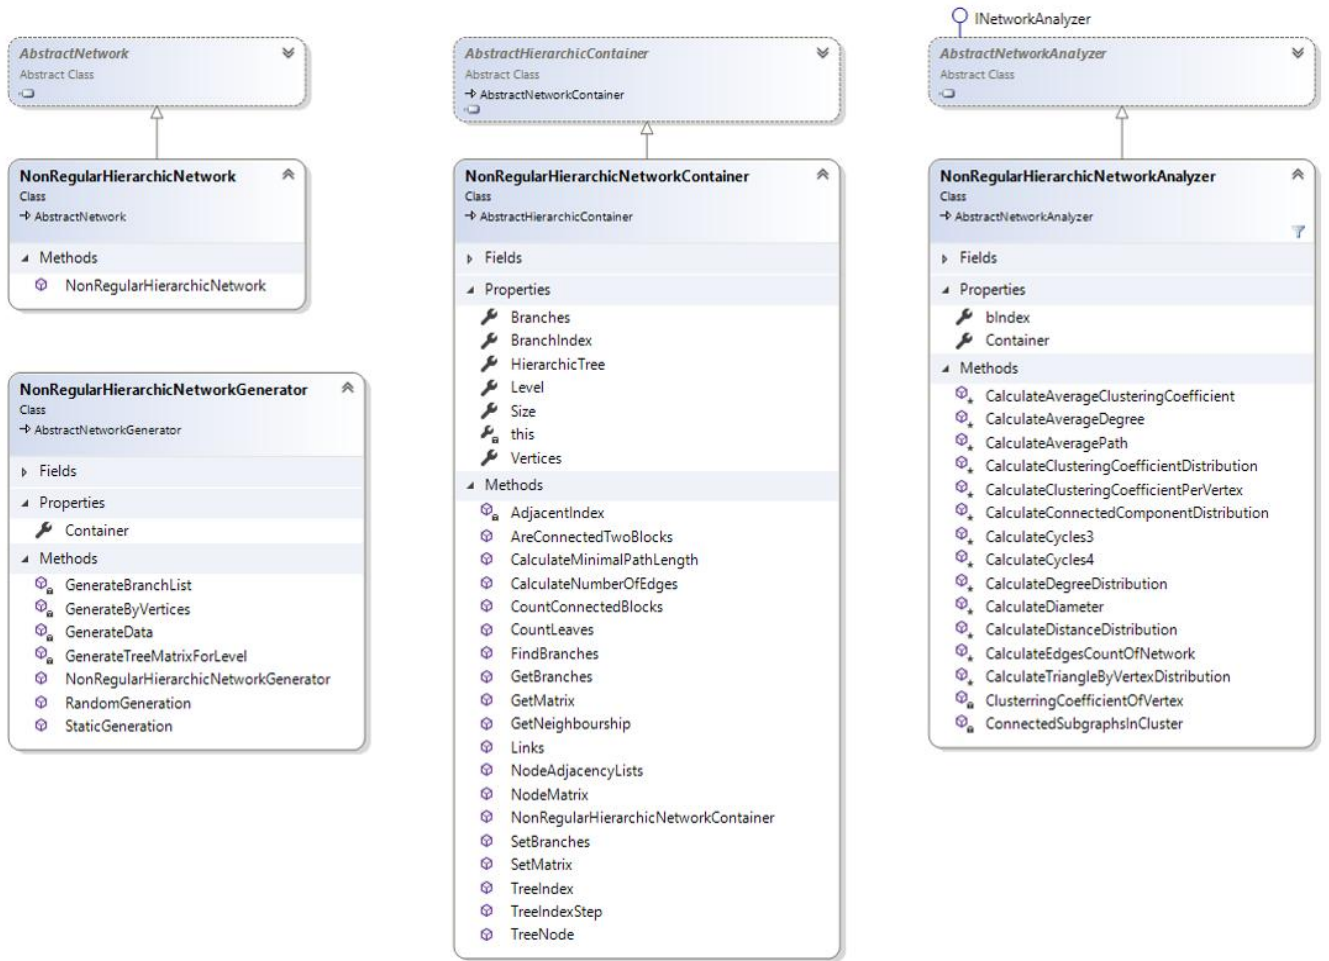 AbstractNetwork
Abstract Class
NonRegularHierarchicNetwork
Class
AbstractNetwork
Methods
NonRegularHierarchicNetwork
NonRegularHierarchicNetworkGenerator
Class
AbstractNetworkGenerator
Fields
Properties
Container
Methods
GenerateBranchList
GenerateByVertices
GenerateData
GenerateTreeMatrixForLevel
NonRegularHierarchicNetworkGenerator
RandomGeneration
StaticGeneration
AbstractHierarchicContainer
Abstract Class
AbstractNetworkContainer
NonRegularHierarchicNetworkContainer
Class
AbstractHierarchicContainer
Fields
Properties
Branches
BranchIndex
HierarchicTree
Level
Size
this
Vertices
Methods
AdjacentIndex
AreConnectedTwoBlocks
CalculateMinimalPathLength
CalculateNumberOfEdges
CountConnectedBlocks
CountLeaves
FindBranches
GetBranches
GetMatrix
GetNeighbourship
Links
NodeAdjacencyLists
NodeMatrix
NonRegularHierarchicNetworkContainer
SetBranches
SetMatrix
TreeIndex
TreeIndexStep
TreeNode
INetworkAnalyzer
AbstractNetworkAnalyzer
Abstract Class
NonRegularHierarchicNetworkAnalyzer
Class
AbstractNetworkAnalyzer
Fields
Properties
bIndex
Container
Methods
CalculateAverageClusteringCoefficient
CalculateAverageDegree
CalculateAveragePath
CalculateClusteringCoefficientDistribution
CalculateClusteringCoefficientPerVertex
CalculateConnectedComponentDistribution
CalculateCycles3
CalculateCycles4
CalculateDegreeDistribution
CalculateDiameter
CalculateDistanceDistribution
CalculateEdgesCountOfNetwork
CalculateTriangleByVertexDistribution
ClusterringCoefficientOfVertex
ConnectedSubgraphsInCluster